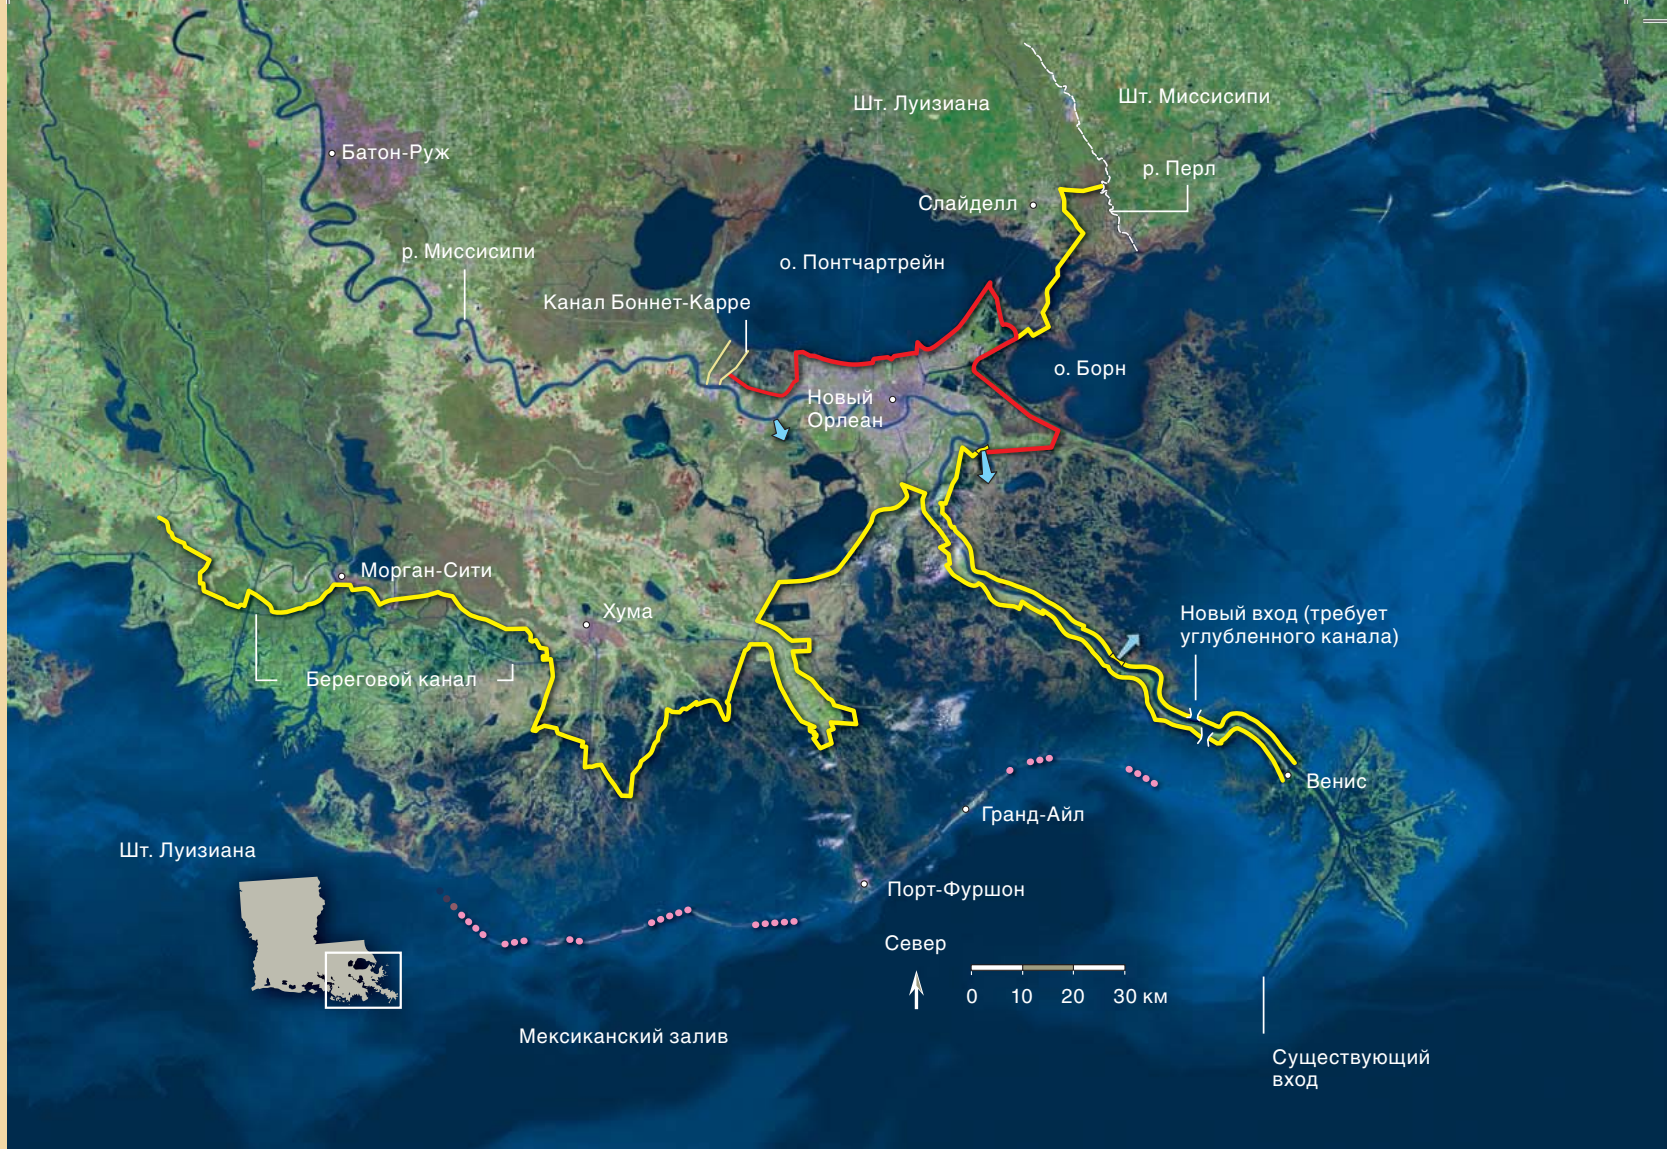 Шт. Луизиана
Шт. Миссисипи
Батон-Руж
р. Перл
Слайделл
р. Миссисипи
о. Понтчартрейн
Канал Боннет-Карре
о. Борн
Новый
Орлеан
Морган-Сити
Хума
Новый вход (требует
углубленного канала)
Береговой канал
Венис
Гранд-Айл
Шт. Луизиана
Порт-Фуршон
Север
0 10 20 30 км
Мексиканский залив
Существующий
вход